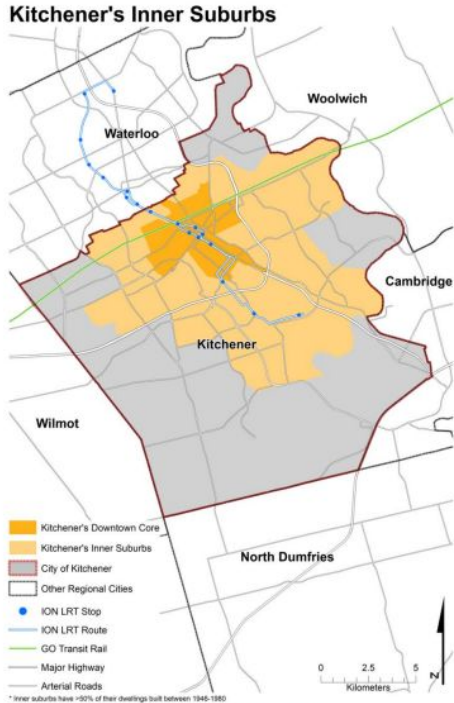 Kitchener's Inner Suburbs
Woolwich
Waterloo
Cambridge
Kitchener
Wilmot
North Dumfries
Kitchener's Downtown Core
Kitchener's Inner Suburbs
City of Kitchener
Other Regional Cities
ION LRT Stop
ION LRT Route
GO Transit Rail
Major Highway
Arterial Roads
0 2.5 5
Kilometers
N
* Inner suburbs have >50% of their dwellings built between 1946-1980